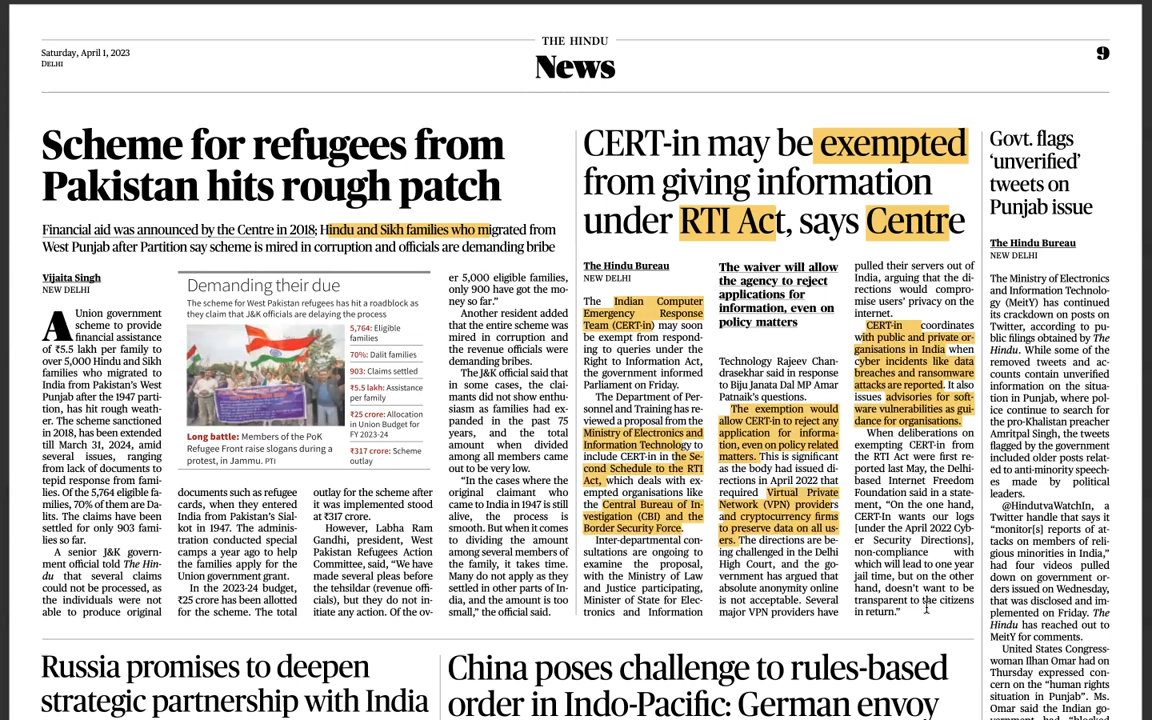 Saturday, April 1, 2023
DELHI
THE HINDU
News
9
Scheme for refugees from
Pakistan hits rough patch
Financial aid was announced by the Centre in 2018; Hindu and Sikh families who migrated from
West Punjab after Partition say scheme is mired in corruption and officials are demanding bribe
Vijaita Singh
NEW DELHI
A Union government
scheme to provide
financial assistance
of ₹5.5 lakh per family to
over 5,000 Hindu and Sikh
families who migrated to
India from Pakistan's West
Punjab after the 1947 parti-
tion, has hit rough weath-
er. The scheme sanctioned
in 2018, has been extended
till March 31, 2024, amid
several issues, ranging
from lack of documents to
tepid response from fami-
lies. Of the 5,764 eligible fa-
milies, 70% of them are Da-
lits. The claims have been
settled for only 903 fami-
lies so far.
A senior J&K govern-
ment official told The Hin-
du that several claims
could not be processed, as
the individuals were not
able to produce original
Demanding their due
The scheme for West Pakistan refugees has hit a roadblock as
they claim that J&K officials are delaying the process
5,764: Eligible
families
70%: Dalit families
903: Claims settled
₹5.5 lakh: Assistance
per family
₹25 crore: Allocation
in Union Budget for
FY 2023-24
₹317 crore: Scheme
outlay
Long battle: Members of the PoK
Refugee Front raise slogans during a
protest, in Jammu. PTI
documents such as refugee
cards, when they entered
India from Pakistan's Sial-
kot in 1947. The adminis-
tration conducted special
camps a year ago to help
the families apply for the
Union government grant.
In the 2023-24 budget,
₹25 crore has been allotted
for the scheme. The total
outlay for the scheme after
it was implemented stood
at ₹317 crore.
However, Labha Ram
Gandhi, president, West
Pakistan Refugees Action
Committee, said, "We have
made several pleas before
the tehsildar (revenue offi-
cials), but they do not in-
itiate any action. Of the ov-
er 5,000 eligible families,
only 900 have got the mo-
ney so far."
Another resident added
that the entire scheme was
mired in corruption and
the revenue officials were
demanding bribes.
The J&K official said that
in some cases, the clai-
mants did not show enthu-
siasm as families had ex-
panded in the past 75
years, and the total
amount when divided
among all members came
out to be very low.
"In the cases where the
original claimant who
came to India in 1947 is still
alive, the process is
smooth. But when it comes
to dividing the amount
among several members of
the family, it takes time.
Many do not apply as they
settled in other parts of In-
dia, and the amount is too
small," the official said.
CERT-in may be exempted
from giving information
under RTI Act, says Centre
The Hindu Bureau
NEW DELHI
The Indian Computer
Emergency Response
Team (CERT-in) may soon
be exempt from respond-
ing to queries under the
Right to Information Act,
the government informed
Parliament on Friday.
The Department of Per-
sonnel and Training has re-
viewed a proposal from the
Ministry of Electronics and
Information Technology to
include CERT-in in the Se-
cond Schedule to the RTI
Act, which deals with ex-
empted organisations like
the Central Bureau of In-
vestigation (CBI) and the
Border Security Force.
Inter-departmental con-
sultations are ongoing to
examine the proposal,
with the Ministry of Law
and Justice participating,
Minister of State for Elec-
tronics and Information
The waiver will allow
the agency to reject
applications for
information, even on
policy matters
Technology Rajeev Chan-
drasekhar said in response
to Biju Janata Dal MP Amar
Patnaik's questions.
The exemption would
allow CERT-in to reject any
application for informa-
tion, even on policy related
matters. This is significant
as the body had issued di-
rections in April 2022 that
required Virtual Private
Network (VPN) providers
and cryptocurrency firms
to preserve data on all us-
ers. The directions are be-
ing challenged in the Delhi
High Court, and the go-
vernment has argued that
absolute anonymity online
is not acceptable. Several
major VPN providers have
pulled their servers out of
India, arguing that the di-
rections would compro-
mise users' privacy on the
internet.
CERT-in coordinates
with public and private or-
ganisations in India when
cyber incidents like data
breaches and ransomware
attacks are reported. It also
issues advisories for soft-
ware vulnerabilities as gui-
dance for organisations.
When deliberations on
exempting CERT-in from
the RTI Act were first re-
ported last May, the Delhi-
based Internet Freedom
Foundation said in a state-
ment, "On the one hand,
CERT-In wants our logs
[under the April 2022 Cyb-
er Security Directions],
non-compliance with
which will lead to one year
jail time, but on the other
hand, doesn't want to be
transparent to the citizens
in return."
Govt. flags
'unverified'
tweets on
Punjab issue
The Hindu Bureau
NEW DELHI
The Ministry of Electronics
and Information Technolo-
gy (MeitY) has continued
its crackdown on posts on
Twitter, according to pu-
blic filings obtained by The
Hindu. While some of the
removed tweets and ac-
counts contain unverified
information on the situa-
tion in Punjab, where pol-
ice continue to search for
the pro-Khalistan preacher
Amritpal Singh, the tweets
flagged by the government
included older posts relat-
ed to anti-minority speech-
es made by political
leaders.
@HindutvaWatchIn, a
Twitter handle that says it
"monitor[s] reports of at-
tacks on members of reli-
gious minorities in India,"
had four videos pulled
down on government or-
ders issued on Wednesday,
that was disclosed and im-
plemented on Friday. The
Hindu has reached out to
MeitY for comments.
United States Congress-
woman Ilhan Omar had on
Thursday expressed con-
cern on the "human rights
situation in Punjab". Ms.
Omar said the Indian go-
vernment had "blocked
Russia promises to deepen
strategic partnership with India
China poses challenge to rules-based
order in Indo-Pacific: German envoy